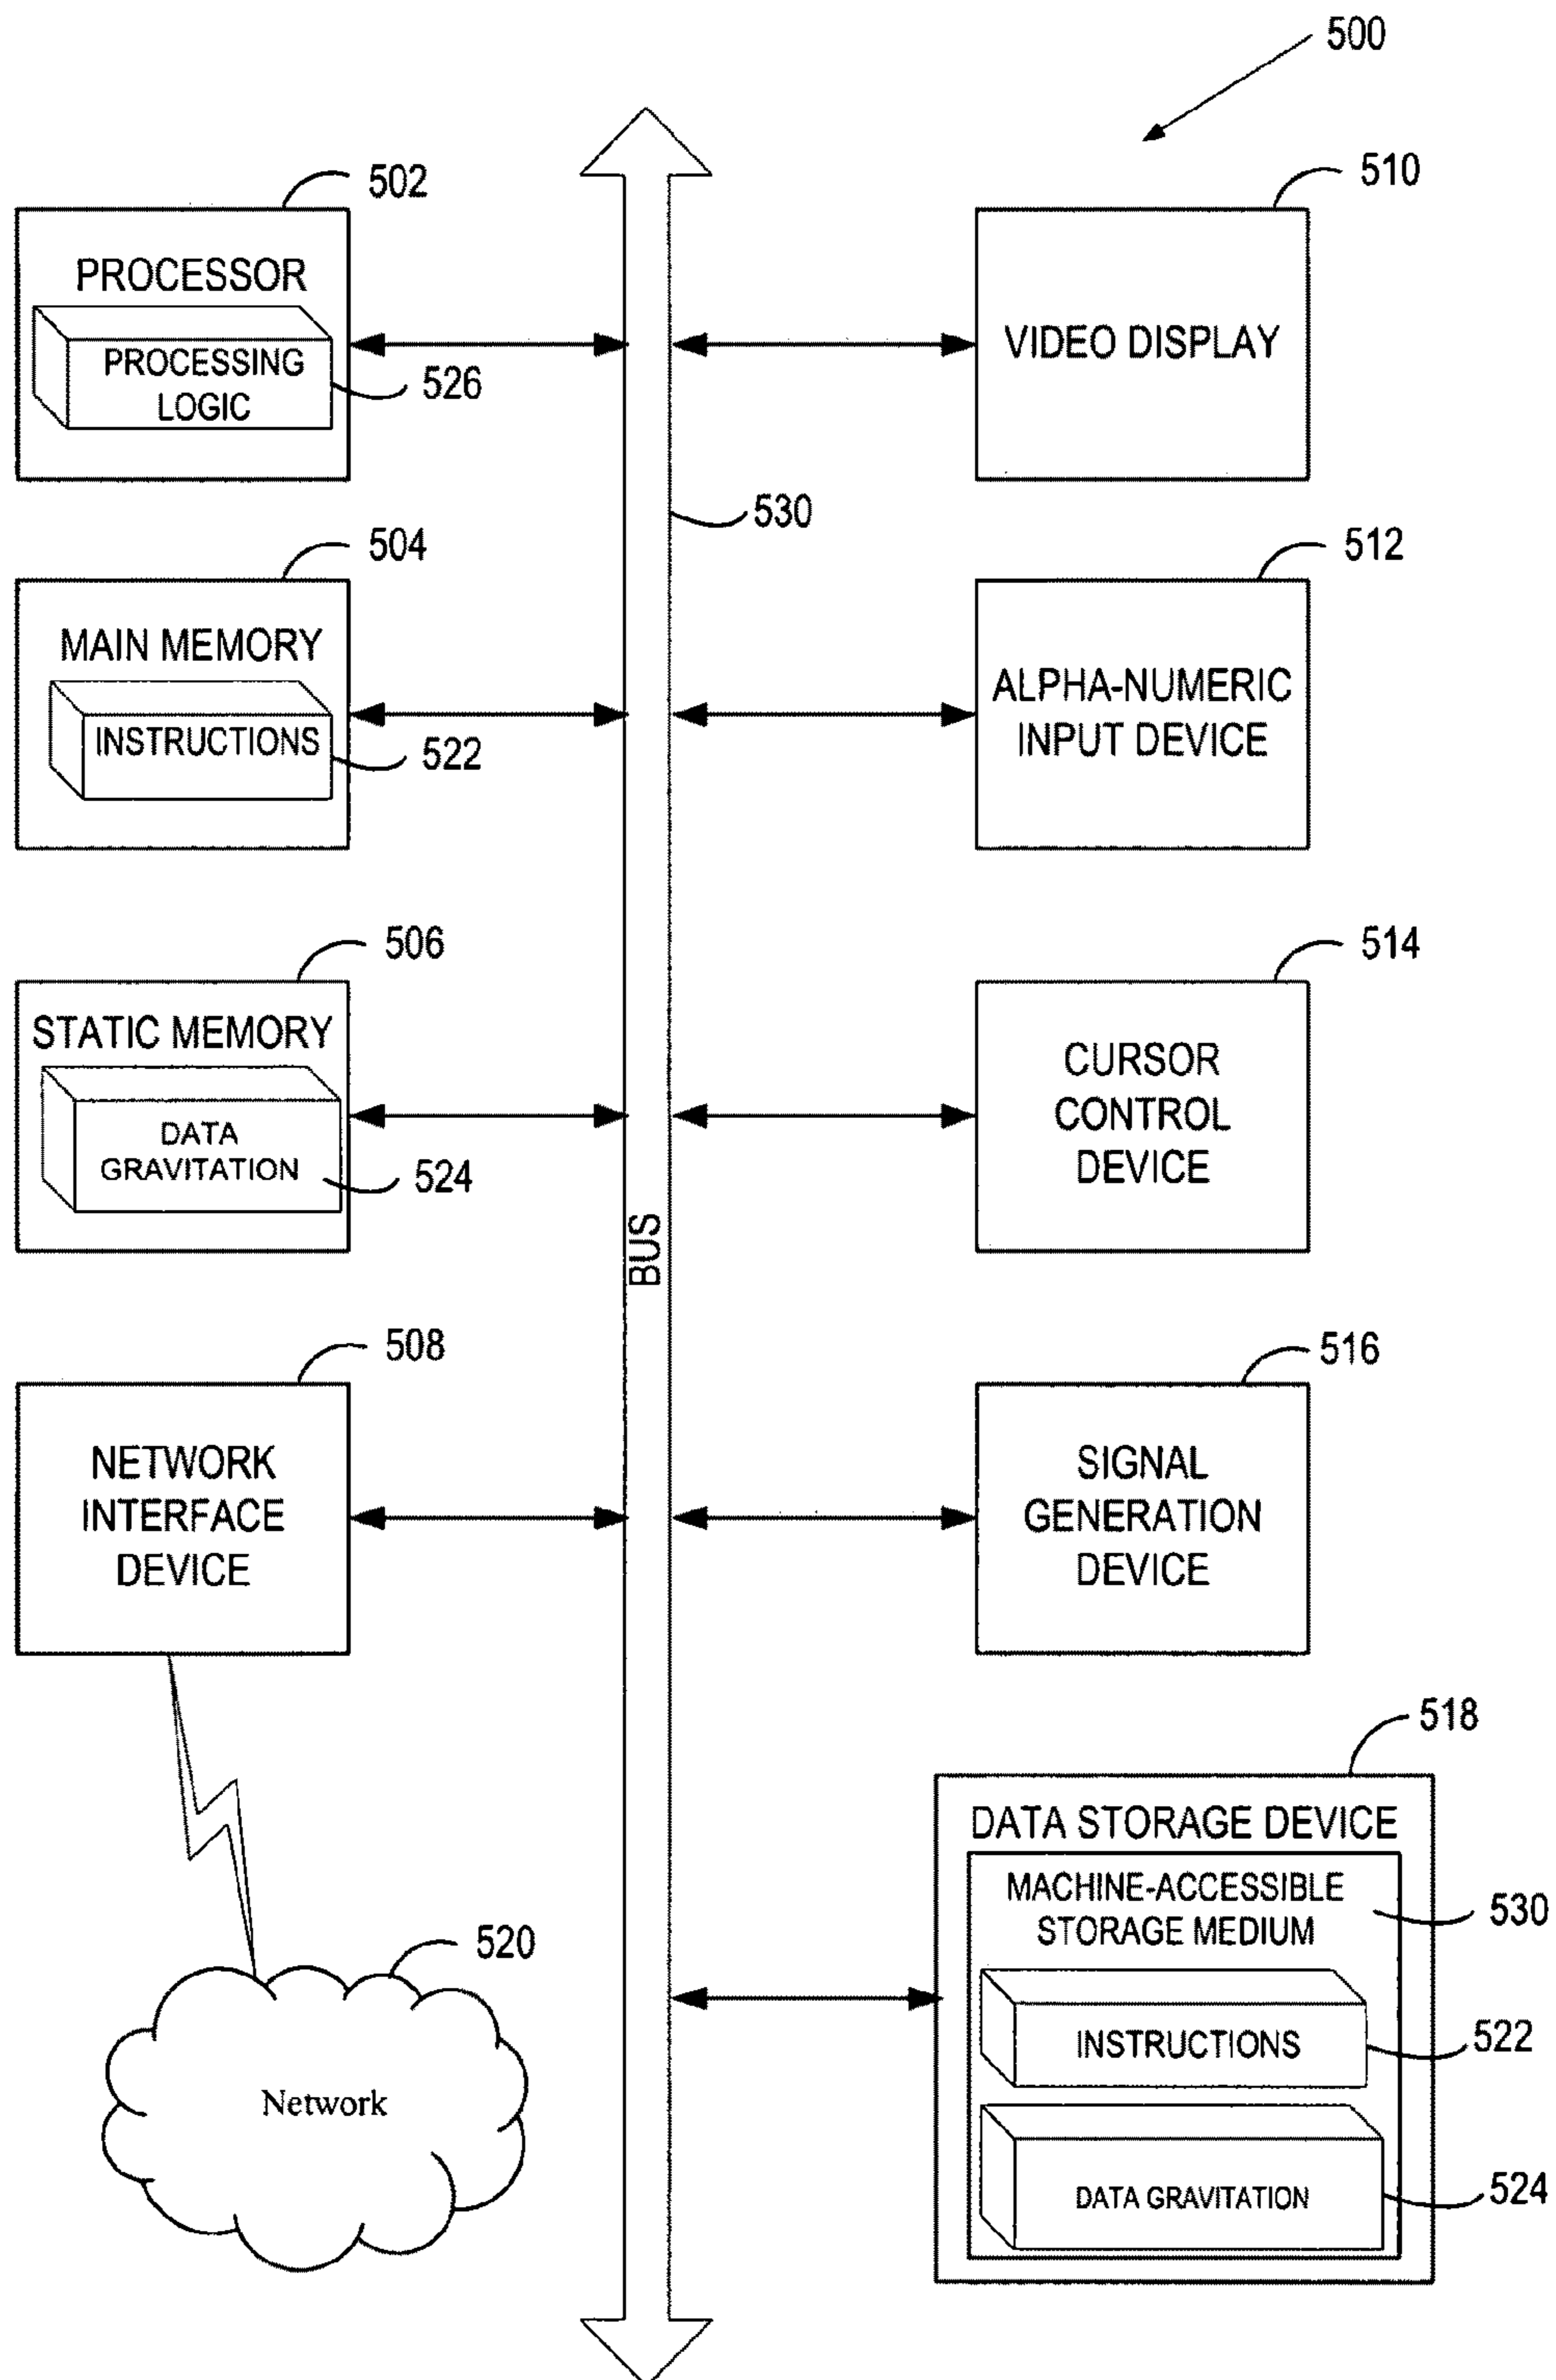 500
502
PROCESSOR
PROCESSING
LOGIC
526
510
VIDEO DISPLAY
530
504
MAIN MEMORY
INSTRUCTIONS
522
512
ALPHA-NUMERIC
INPUT DEVICE
506
STATIC MEMORY
DATA
GRAVITATION
524
514
CURSOR
CONTROL
DEVICE
BUS
508
NETWORK
INTERFACE
DEVICE
516
SIGNAL
GENERATION
DEVICE
520
Network
518
DATA STORAGE DEVICE
MACHINE-ACCESSIBLE
STORAGE MEDIUM
530
INSTRUCTIONS
522
DATA GRAVITATION
524